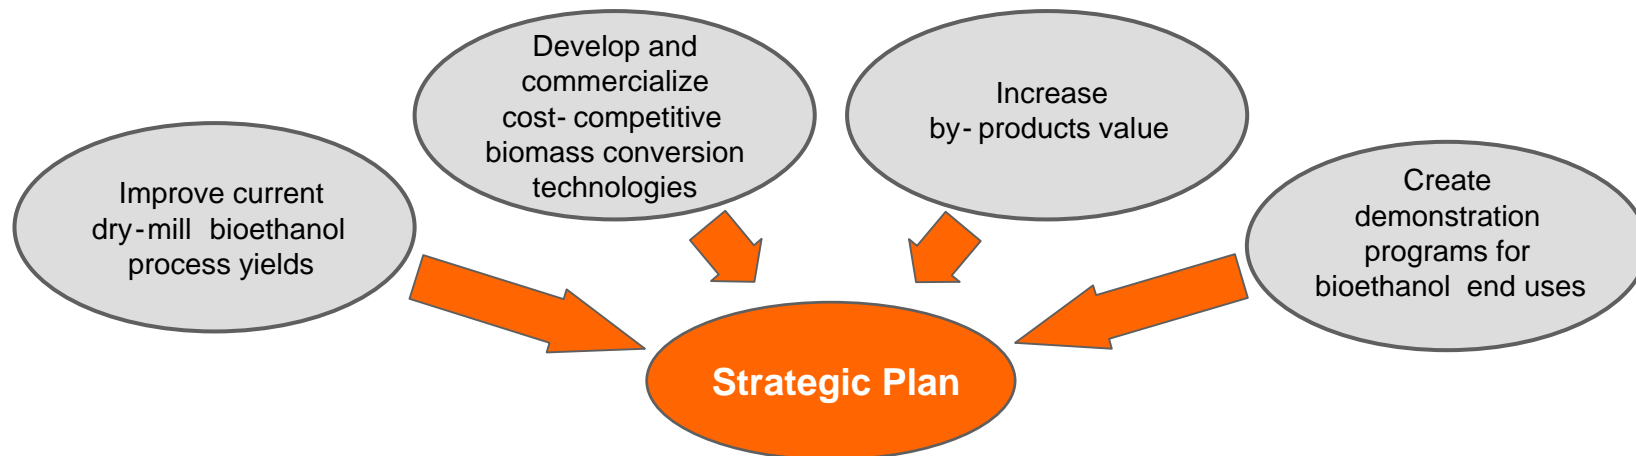 Improve current
dry-mill bioethanol
process yields
Develop and
commercialize
cost- competitive
biomass conversion
technologies
Increase
by- products value
Create
demonstration
programs for
bioethanol end uses
Strategic Plan